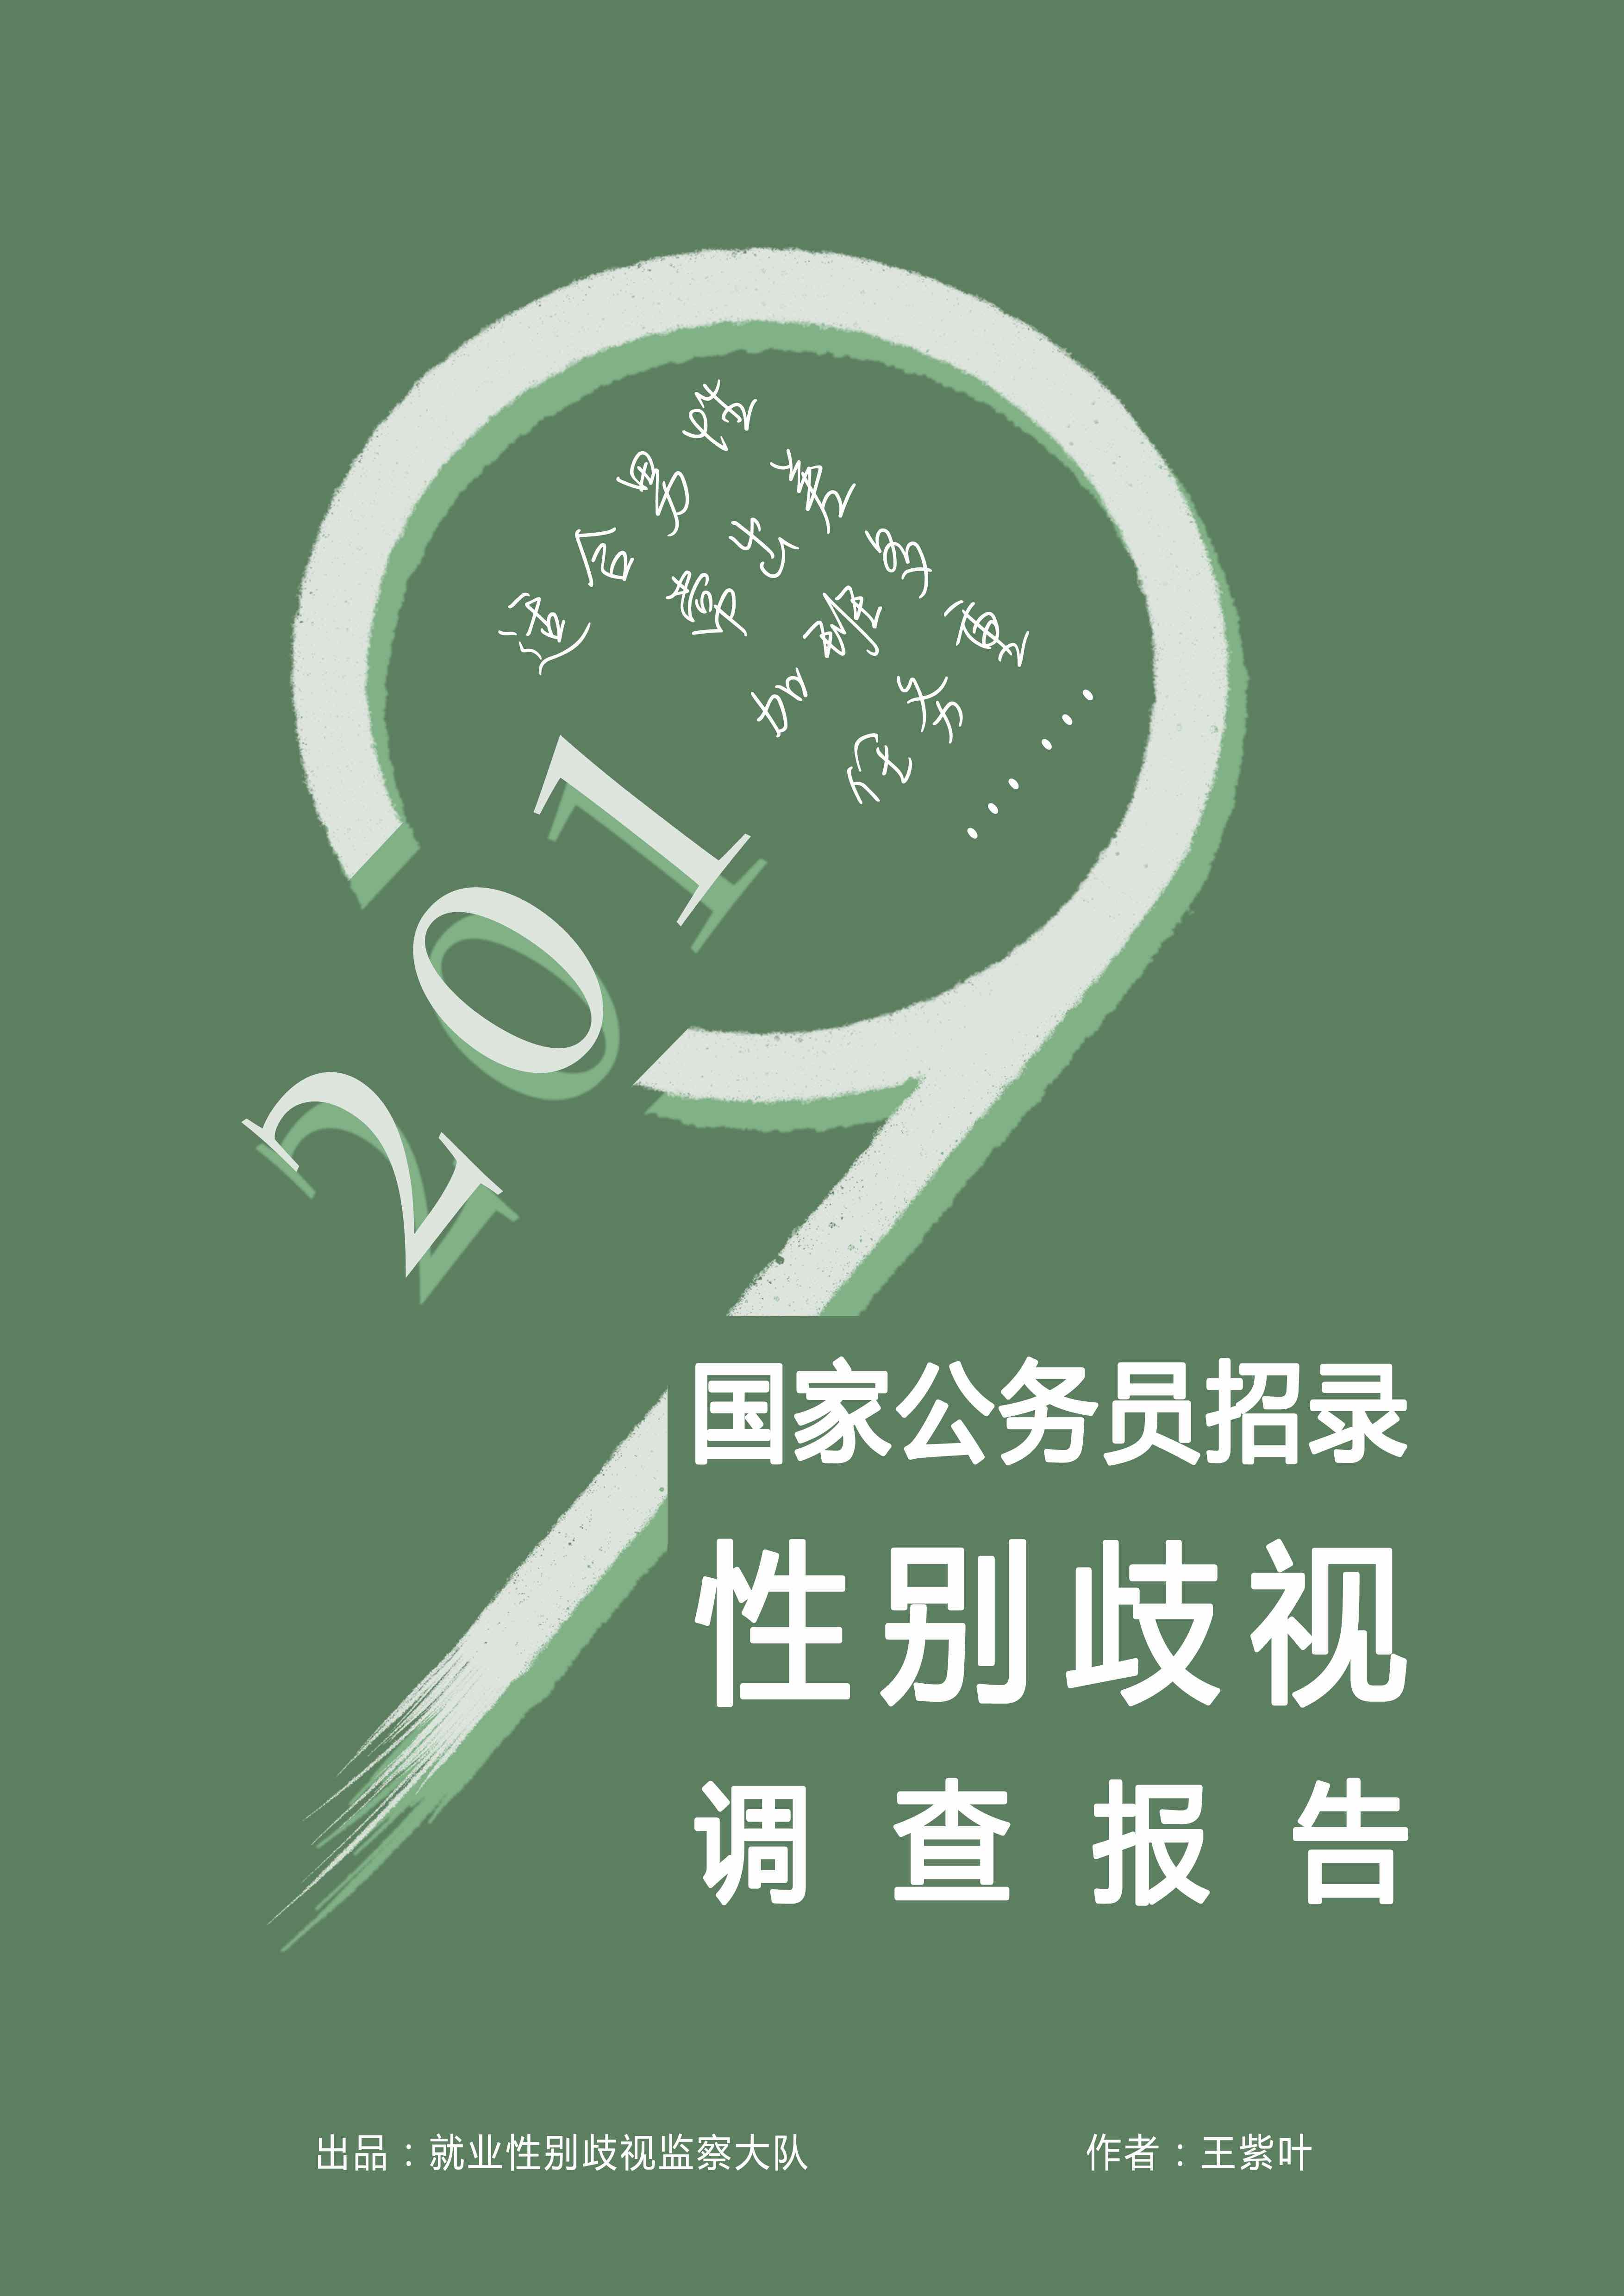 适合男性
常出差
加班多
任务重
……
2019
国家公务员招录
性别歧视
调查报告
出品：就业性别歧视监察大队
作者：王紫叶